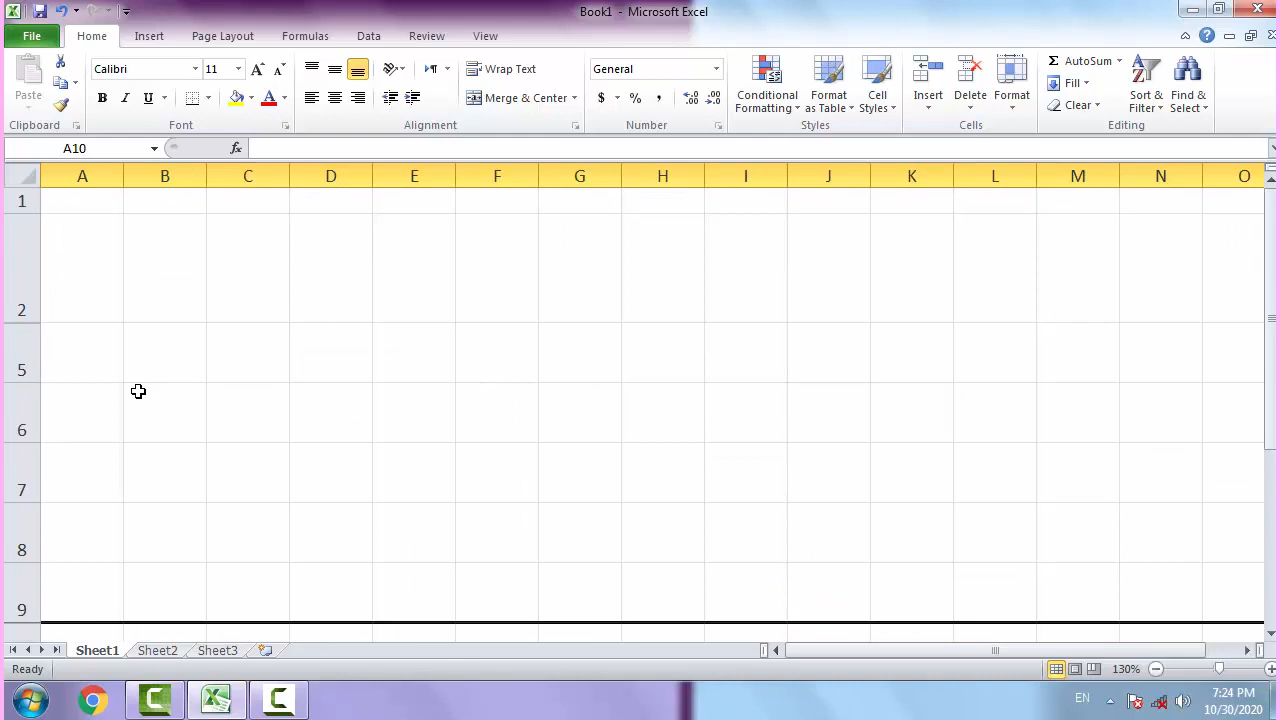 Book1 - Microsoft Excel
File Home Insert Page Layout Formulas Data Review View
Paste
Clipboard
Calibri 11
B I U A
Font
Wrap Text
Merge & Center
Alignment
General
$ % ,
Number
Conditional Formatting
Format as Table
Cell Styles
Styles
Insert Delete Format
Cells
Σ AutoSum
Fill
Clear
Sort & Filter
Find & Select
Editing
A10 fx
A B C D E F G H I J K L M N O
1
2
5
6
7
8
9
Sheet1 Sheet2 Sheet3
Ready 130%
EN 7:24 PM
10/30/2020